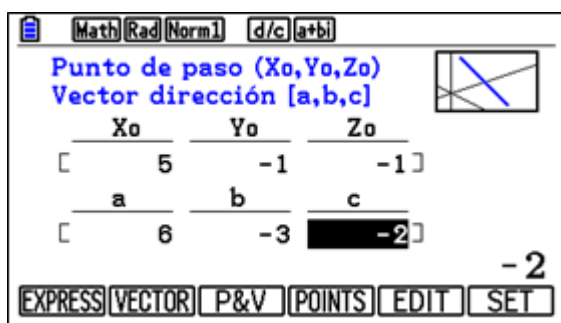 Math Rad Norm1 d/c a+bi
Punto de paso (Xo,Yo,Zo)
Vector dirección [a,b,c]
Xo Yo Zo
[ 5 -1 -1 ]
a b c
[ 6 -3 -2 ]
-2
EXPRESS VECTOR P&V POINTS EDIT SET